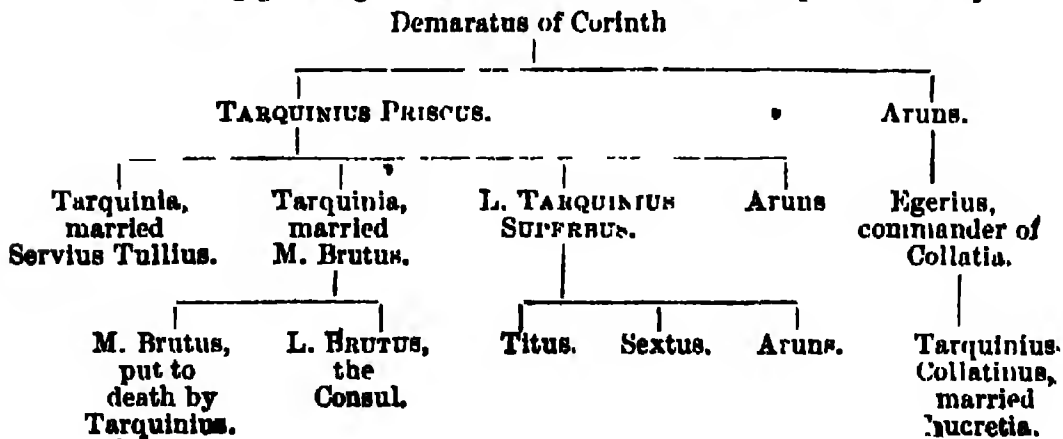 Demaratus of Corinth
TARQUINIUS PRISCUS. Aruns.
Tarquinia, married Servius Tullius.
Tarquinia, married M. Brutus.
L. TARQUINIUS SUPERBUS.
Aruns
Egerius, commander of Collatia.
M. Brutus, put to death by Tarquinius.
L. BRUTUS, the Consul.
Titus. Sextus. Aruns.
Tarquinius Collatinus, married Lucretia.